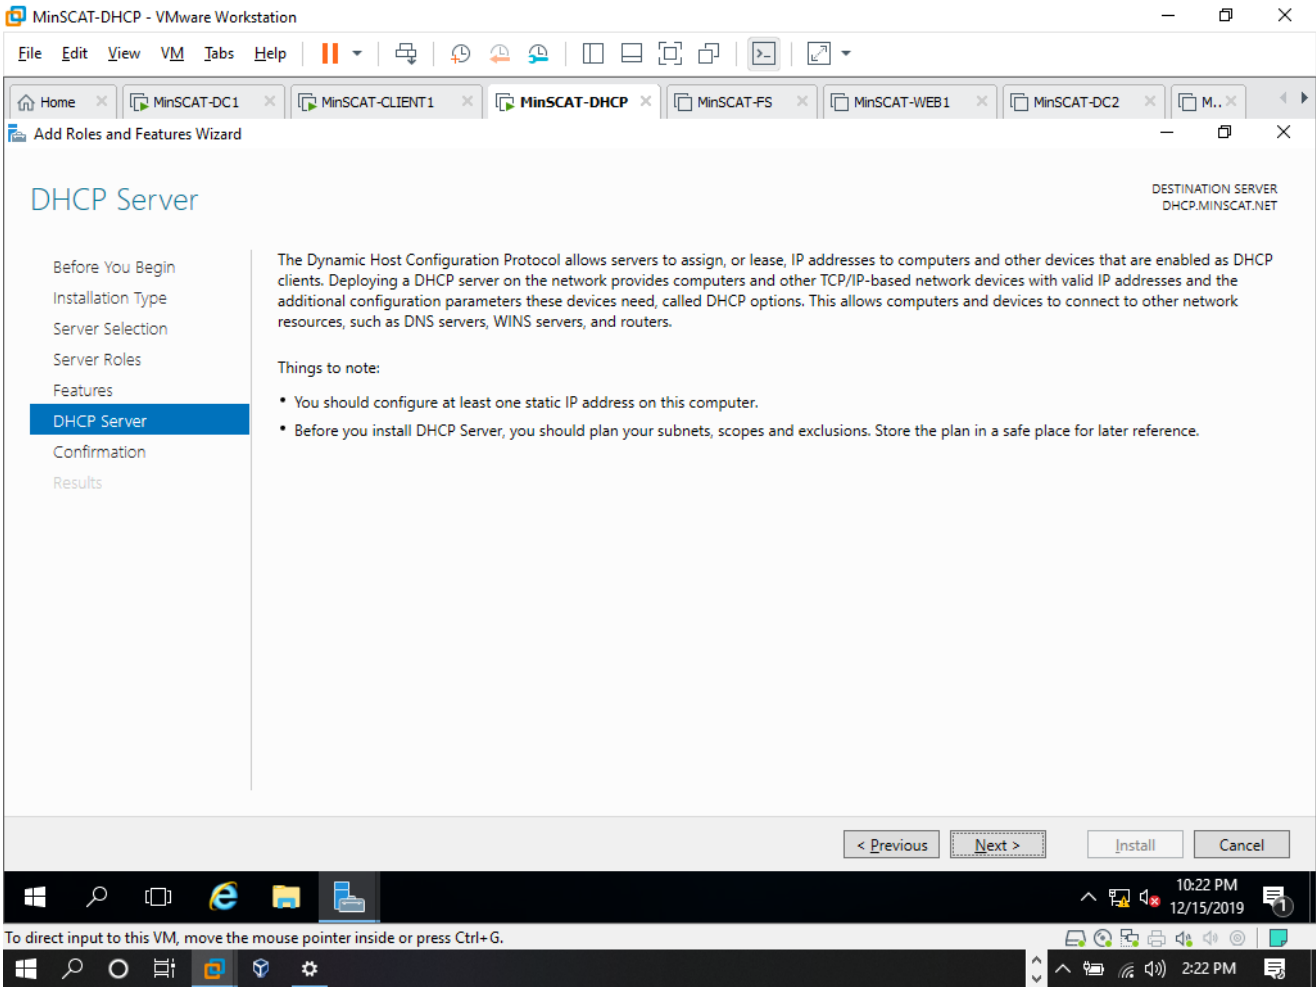 MinSCAT-DHCP - VMware Workstation
File Edit View VM Tabs Help
Home MinSCAT-DC1 MinSCAT-CLIENT1 MinSCAT-DHCP MinSCAT-FS MinSCAT-WEB1 MinSCAT-DC2 M..
Add Roles and Features Wizard
DHCP Server
DESTINATION SERVER
DHCP.MINSCAT.NET
Before You Begin
Installation Type
Server Selection
Server Roles
Features
DHCP Server
Confirmation
Results
The Dynamic Host Configuration Protocol allows servers to assign, or lease, IP addresses to computers and other devices that are enabled as DHCP
clients. Deploying a DHCP server on the network provides computers and other TCP/IP-based network devices with valid IP addresses and the
additional configuration parameters these devices need, called DHCP options. This allows computers and devices to connect to other network
resources, such as DNS servers, WINS servers, and routers.
Things to note:
• You should configure at least one static IP address on this computer.
• Before you install DHCP Server, you should plan your subnets, scopes and exclusions. Store the plan in a safe place for later reference.
< Previous Next > Install Cancel
10:22 PM
12/15/2019
1
To direct input to this VM, move the mouse pointer inside or press Ctrl+G.
2:22 PM